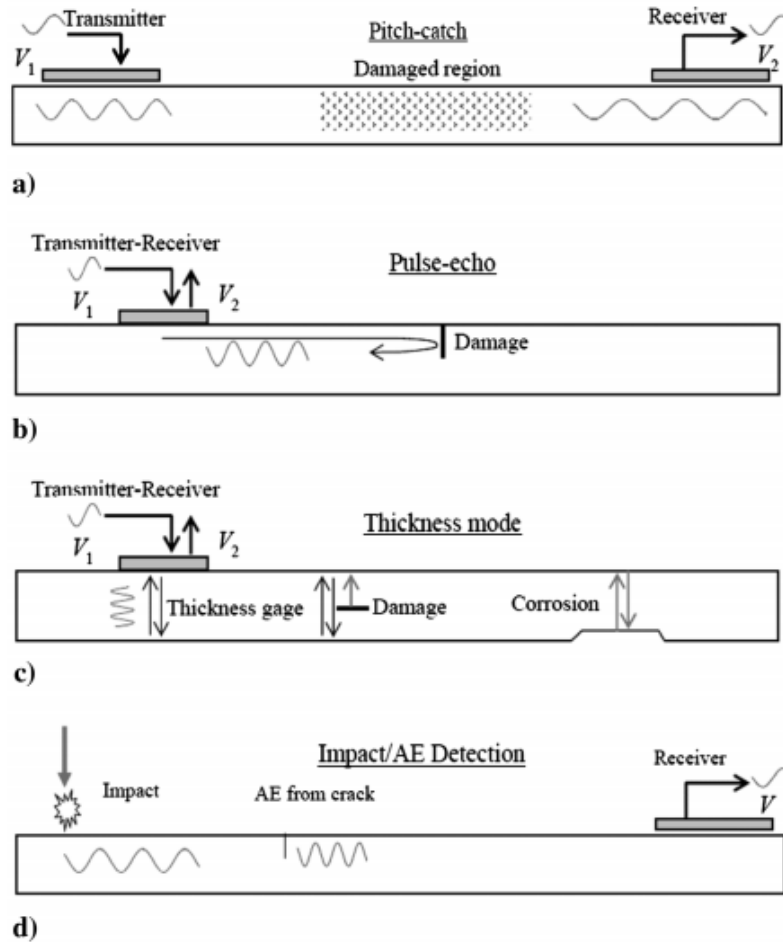 Transmitter
Pitch-catch
Receiver
V1
Damaged region
V2
a)
Transmitter-Receiver
Pulse-echo
V1
V2
Damage
b)
Transmitter-Receiver
Thickness mode
V1
V2
Thickness gage
Damage
Corrosion
c)
Impact/AE Detection
Receiver
Impact
AE from crack
V
d)